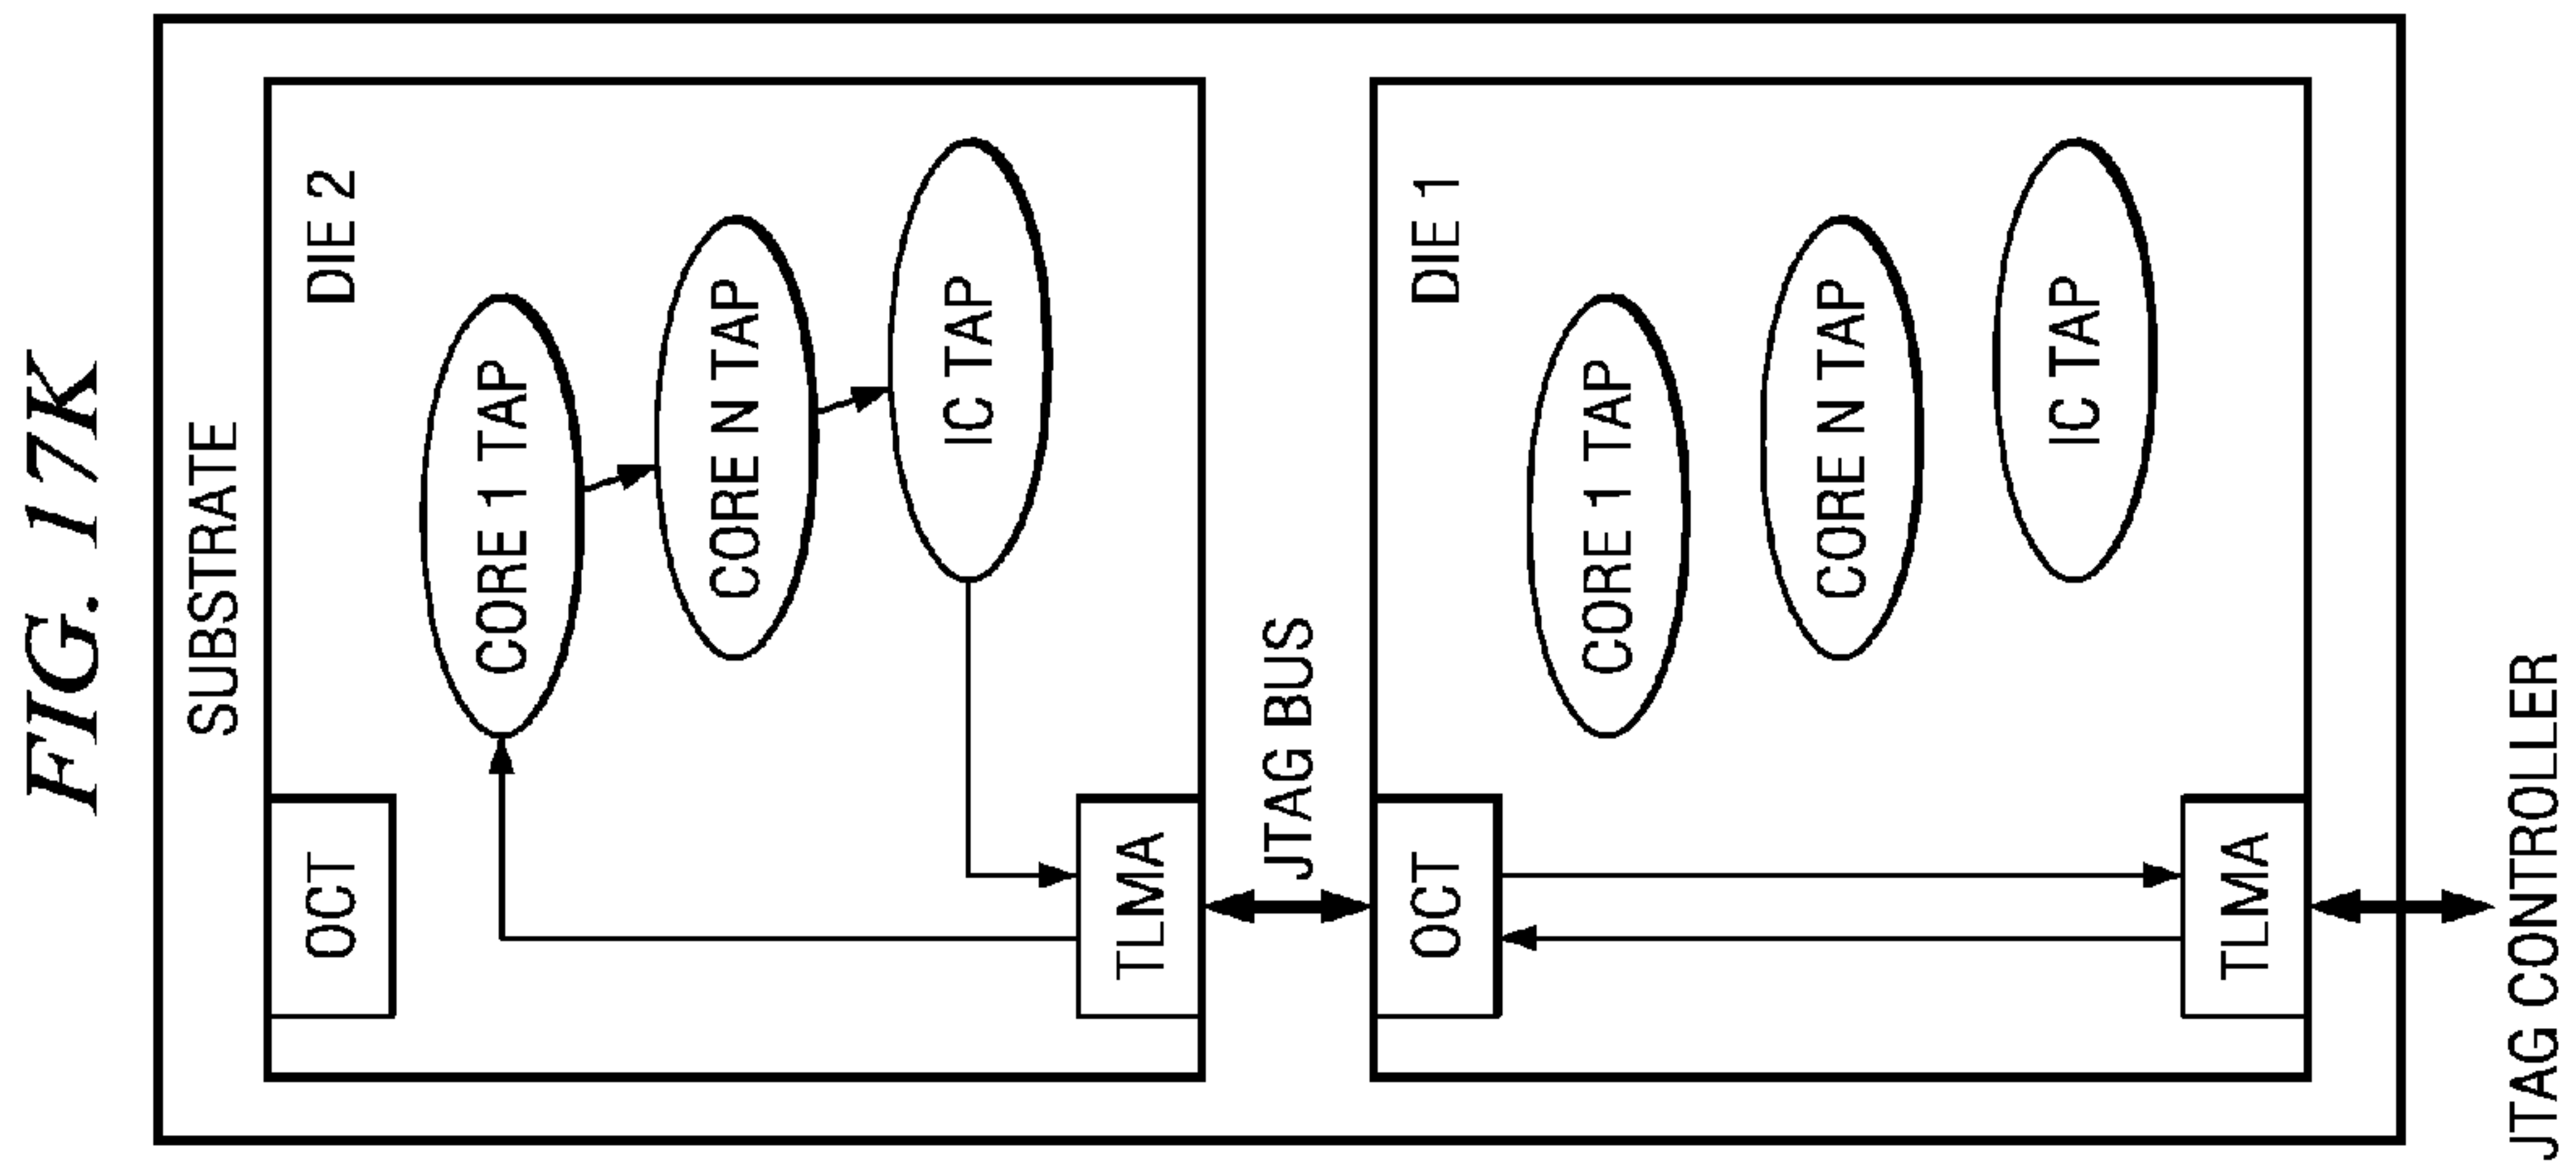 FIG. 17K
SUBSTRATE
OCT
DIE 2
CORE 1 TAP
CORE N TAP
IC TAP
TLMA
JTAG BUS
OCT
DIE 1
CORE 1 TAP
CORE N TAP
IC TAP
TLMA
JTAG CONTROLLER